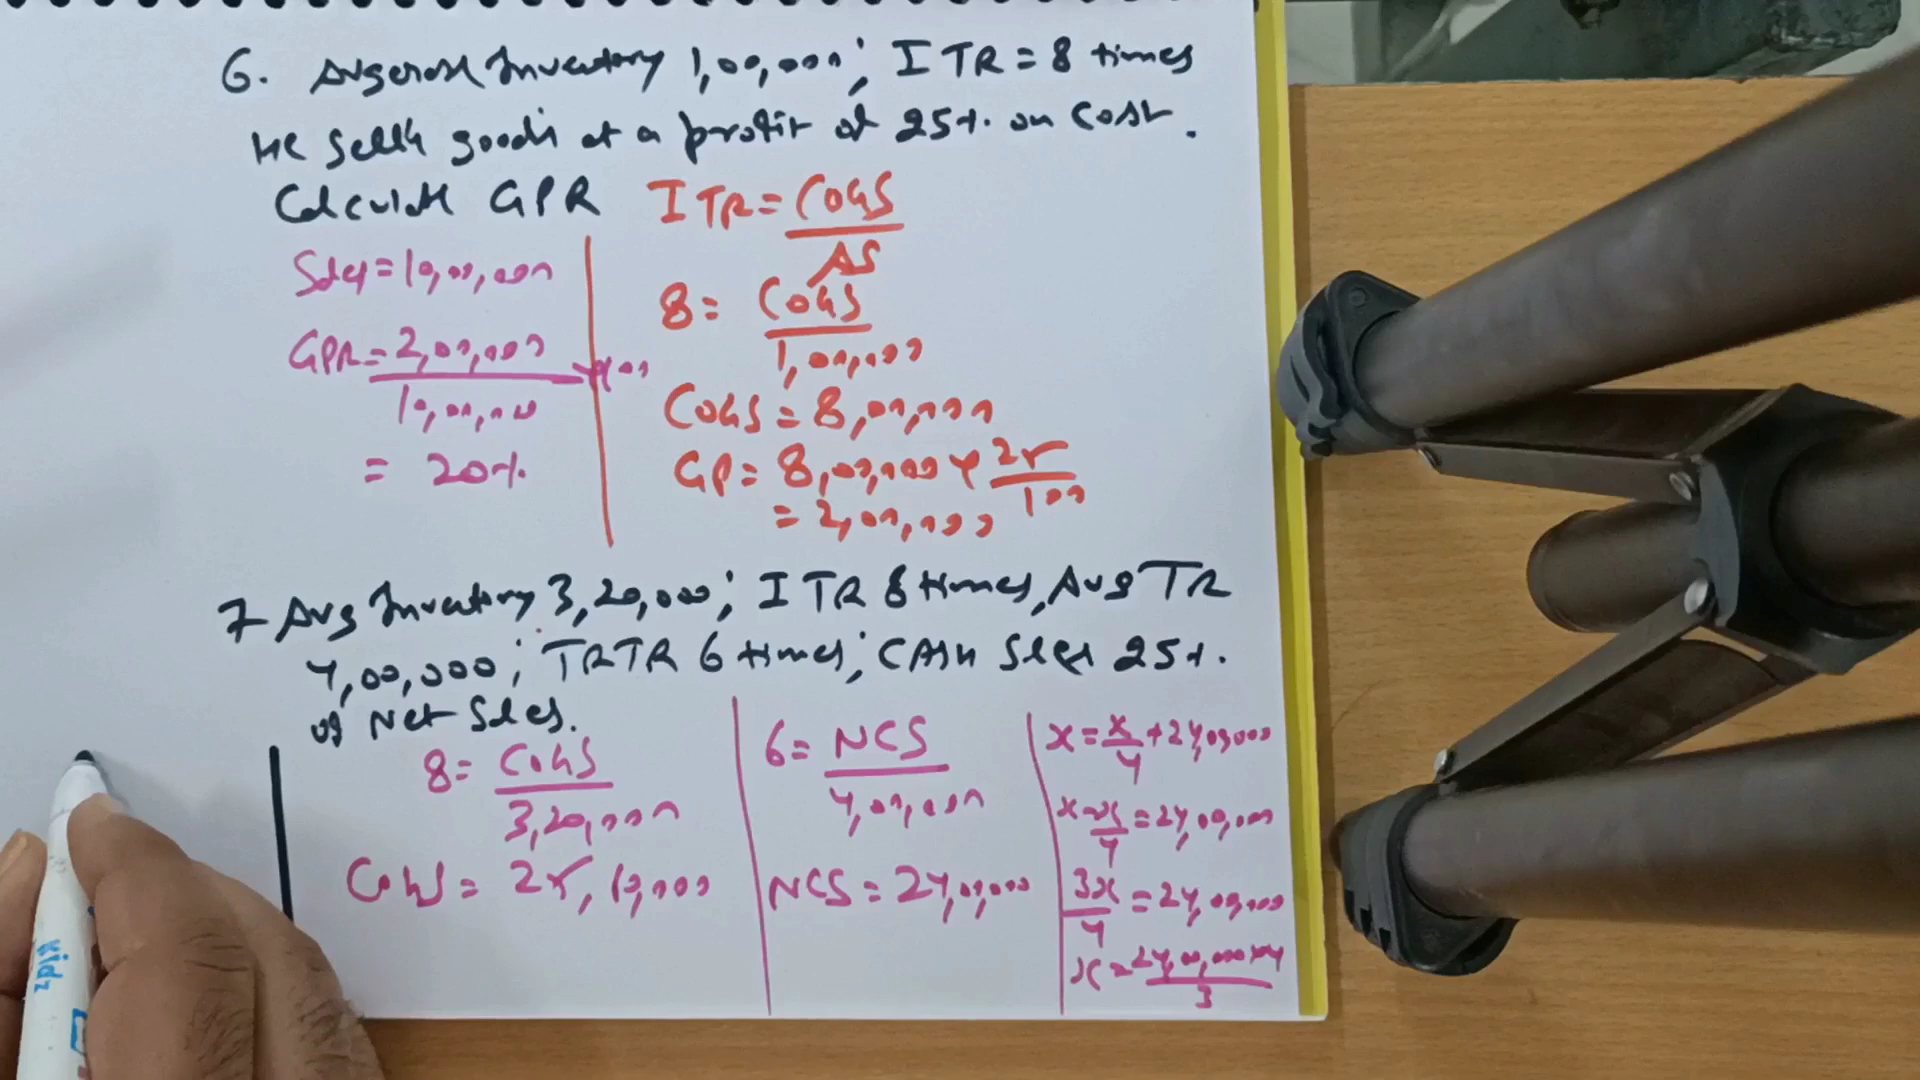 6. Average Inventory 1,00,000; ITR = 8 times
He sells goods at a profit of 25% on cost.
Calculate GPR
ITR = COGS / AS
8 = COGS / 1,00,000
COGS = 8,00,000
GP = 8,00,000 × 25/100
= 2,00,000
Sales = 10,00,000
GPR = 2,00,000 / 10,00,000 × 100
= 20%
7 Avg Inventory 3,20,000; ITR 8 times, Avg TR
4,00,000; TRTR 6 times; Cash Sales 25%
of Net Sales.
8 = COGS / 3,20,000
COGS = 25,60,000
6 = NCS / 4,00,000
NCS = 24,00,000
x = x/4 + 24,00,000
x - x/4 = 24,00,000
3x/4 = 24,00,000
x = 24,00,000×4 / 3
Kidz